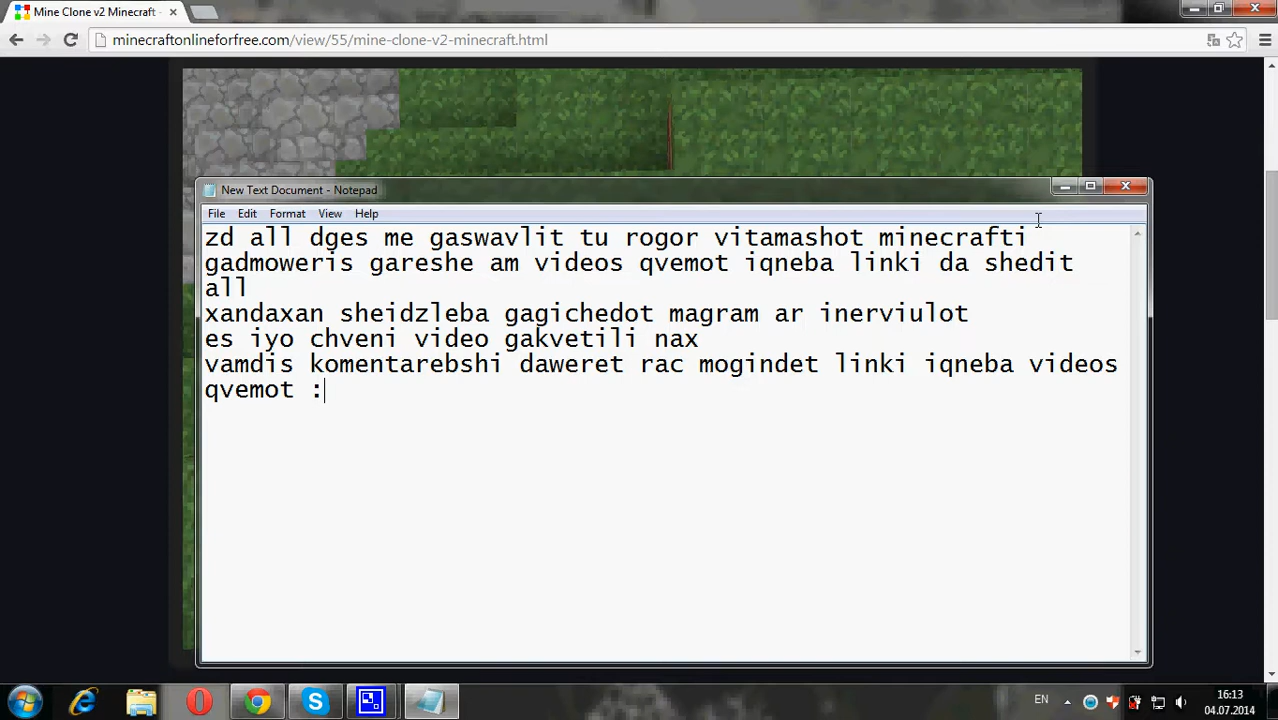 Mine Clone v2 Minecraft -
minecraftonlineforfree.com/view/55/mine-clone-v2-minecraft.html
New Text Document - Notepad
File Edit Format View Help
zd all dges me gaswavlit tu rogor vitamashot minecrafti
gadmoweris gareshe am videos qvemot iqneba linki da shedit
all
xandaxan sheidzleba gagichedot magram ar inerviulot
es iyo chveni video gakvetili nax
vamdis komentarebshi daweret rac mogindet linki iqneba videos
qvemot :
EN
16:13
04.07.2014